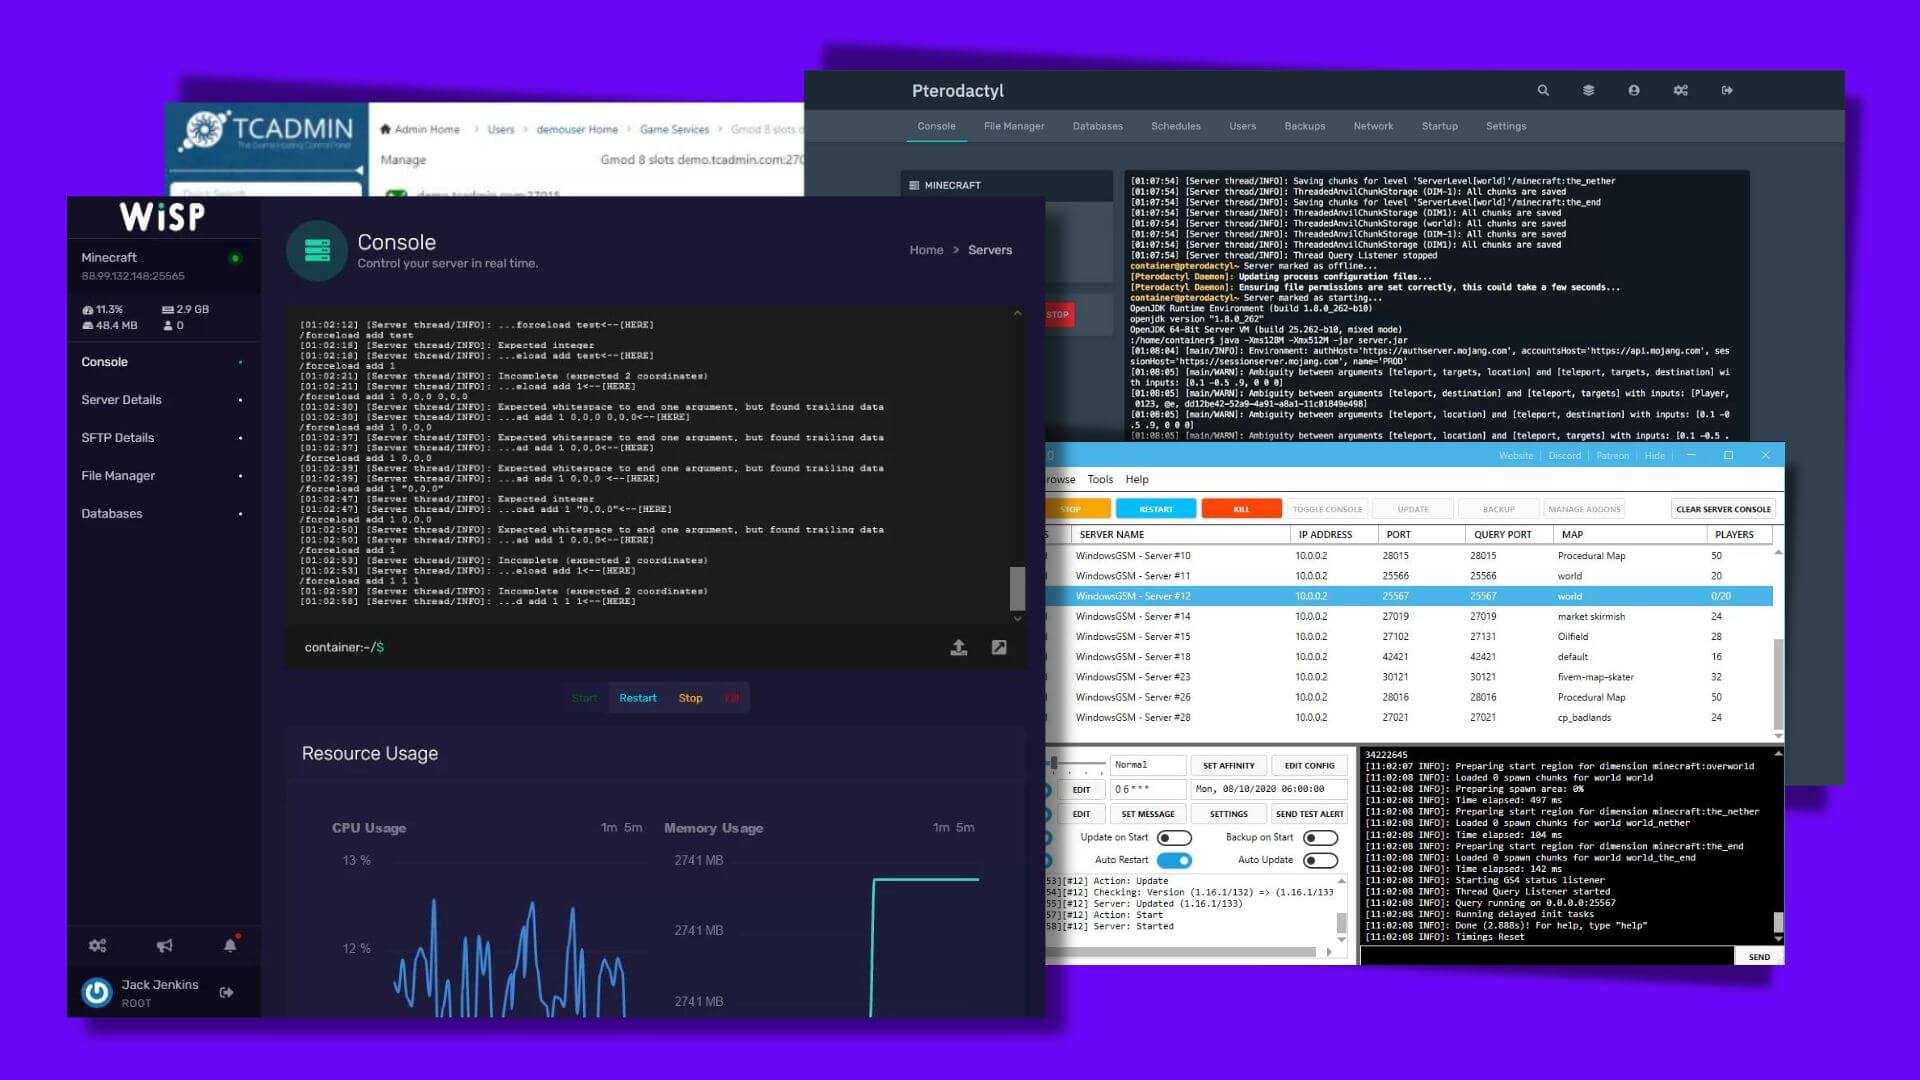 TCADMIN
The Game Hosting Control Panel
Quick Search
Admin Home > Users > demouser Home > Game Services > Gmod 8 slots
Manage
Gmod 8 slots demo.tcadmin.com:270
demo.tcadmin.com:27015
Pterodactyl
Console File Manager Databases Schedules Users Backups Network Startup Settings
MINECRAFT
STOP
[01:07:54] [Server thread/INFO]: Saving chunks for level 'ServerLevel[world]'/minecraft:the_nether
[01:07:54] [Server thread/INFO]: ThreadedAnvilChunkStorage (DIM-1): All chunks are saved
[01:07:54] [Server thread/INFO]: Saving chunks for level 'ServerLevel[world]'/minecraft:the_end
[01:07:54] [Server thread/INFO]: ThreadedAnvilChunkStorage (DIM1): All chunks are saved
[01:07:54] [Server thread/INFO]: ThreadedAnvilChunkStorage (world): All chunks are saved
[01:07:54] [Server thread/INFO]: ThreadedAnvilChunkStorage (DIM-1): All chunks are saved
[01:07:54] [Server thread/INFO]: ThreadedAnvilChunkStorage (DIM1): All chunks are saved
[01:07:54] [Server thread/INFO]: Thread Query Listener stopped
container@pterodactyl~ Server marked as offline...
[Pterodactyl Daemon]: Updating process configuration files...
[Pterodactyl Daemon]: Ensuring file permissions are set correctly, this could take a few seconds...
container@pterodactyl~ Server marked as starting...
OpenJDK Runtime Environment (build 1.8.0_262-b10)
openjdk version "1.8.0_262"
OpenJDK 64-Bit Server VM (build 25.262-b10, mixed mode)
:/home/container$ java -Xms128M -Xmx512M -jar server.jar
[01:08:04] [main/INFO]: Environment: authHost='https://authserver.mojang.com', accountsHost='https://api.mojang.com', ses
sionHost='https://sessionserver.mojang.com', name='PROD'
[01:08:05] [main/WARN]: Ambiguity between arguments [teleport, targets, location] and [teleport, targets, destination] wi
th inputs: [0.1 -0.5 .9, 0 0 0]
[01:08:05] [main/WARN]: Ambiguity between arguments [teleport, destination] and [teleport, targets] with inputs: [Player,
0123, @e, dd12be42-52a9-4a91-a8a1-11c01849e498]
[01:08:05] [main/WARN]: Ambiguity between arguments [teleport, location] and [teleport, destination] with inputs: [0.1 -0
.5 .9, 0 0 0]
[01:08:05] [main/WARN]: Ambiguity between arguments [teleport, location] and [teleport, targets] with inputs: [0.1 -0.5 .
WiSP
Minecraft
88.99.132.148:25565
11.3% 2.9 GB
48.4 MB 0
Console
Server Details
SFTP Details
File Manager
Databases
Jack Jenkins
ROOT
Console
Control your server in real time.
Home > Servers
[01:02:12] [Server thread/INFO]: ...forceload test<--[HERE]
/forceload add test
[01:02:18] [Server thread/INFO]: Expected integer
[01:02:18] [Server thread/INFO]: ...eload add test<--[HERE]
/forceload add 1
[01:02:21] [Server thread/INFO]: Incomplete (expected 2 coordinates)
[01:02:21] [Server thread/INFO]: ...eload add 1<--[HERE]
/forceload add 1 0,0,0 0,0,0
[01:02:30] [Server thread/INFO]: Expected whitespace to end one argument, but found trailing data
[01:02:30] [Server thread/INFO]: ...ad add 1 0,0,0 0,0,0<--[HERE]
/forceload add 1 0,0,0
[01:02:37] [Server thread/INFO]: Expected whitespace to end one argument, but found trailing data
[01:02:37] [Server thread/INFO]: ...ad add 1 0,0,0<--[HERE]
/forceload add 1 0,0,0
[01:02:39] [Server thread/INFO]: Expected whitespace to end one argument, but found trailing data
[01:02:39] [Server thread/INFO]: ...ad add 1 0,0,0 <--[HERE]
/forceload add 1 "0,0,0"
[01:02:47] [Server thread/INFO]: Expected integer
[01:02:47] [Server thread/INFO]: ...oad add 1 "0,0,0"<--[HERE]
/forceload add 1 0,0,0
[01:02:50] [Server thread/INFO]: Expected whitespace to end one argument, but found trailing data
[01:02:50] [Server thread/INFO]: ...ad add 1 0,0,0<--[HERE]
/forceload add 1
[01:02:53] [Server thread/INFO]: Incomplete (expected 2 coordinates)
[01:02:53] [Server thread/INFO]: ...eload add 1<--[HERE]
/forceload add 1 1 1
[01:02:58] [Server thread/INFO]: Incomplete (expected 2 coordinates)
[01:02:58] [Server thread/INFO]: ...d add 1 1 1<--[HERE]
container:~/$
Start Restart Stop Kill
Resource Usage
CPU Usage 1m 5m
13 %
12 %
Memory Usage 1m 5m
2741 MB
2741 MB
2741 MB
Website Discord Patreon Hide
rowse Tools Help
STOP RESTART KILL TOGGLE CONSOLE UPDATE BACKUP MANAGE ADDONS CLEAR SERVER CONSOLE
SERVER NAME IP ADDRESS PORT QUERY PORT MAP PLAYERS
WindowsGSM - Server #10 10.0.0.2 28015 28015 Procedural Map 50
WindowsGSM - Server #11 10.0.0.2 25566 25566 world 20
WindowsGSM - Server #12 10.0.0.2 25567 25567 world 0/20
WindowsGSM - Server #14 10.0.0.2 27019 27019 market skirmish 24
WindowsGSM - Server #15 10.0.0.2 27102 27131 Oilfield 28
WindowsGSM - Server #18 10.0.0.2 42421 42421 default 16
WindowsGSM - Server #23 10.0.0.2 30121 30121 fivem-map-skater 32
WindowsGSM - Server #26 10.0.0.2 28016 28016 Procedural Map 50
WindowsGSM - Server #28 10.0.0.2 27021 27021 cp_badlands 24
Normal SET AFFINITY EDIT CONFIG
EDIT 0 6 * * * Mon, 08/10/2020 06:00:00
EDIT SET MESSAGE SETTINGS SEND TEST ALERT
Update on Start Backup on Start
Auto Restart Auto Update
53][#12] Action: Update
54][#12] Checking: Version (1.16.1/132) => (1.16.1/133
55][#12] Server: Updated (1.16.1/133)
57][#12] Action: Start
58][#12] Server: Started
34222645
[11:02:07 INFO]: Preparing start region for dimension minecraft:overworld
[11:02:08 INFO]: Loaded 0 spawn chunks for world world
[11:02:08 INFO]: Preparing spawn area: 0%
[11:02:08 INFO]: Time elapsed: 497 ms
[11:02:08 INFO]: Preparing start region for dimension minecraft:the_nether
[11:02:08 INFO]: Loaded 0 spawn chunks for world world_nether
[11:02:08 INFO]: Time elapsed: 104 ms
[11:02:08 INFO]: Preparing start region for dimension minecraft:the_end
[11:02:08 INFO]: Loaded 0 spawn chunks for world world_the_end
[11:02:08 INFO]: Time elapsed: 142 ms
[11:02:08 INFO]: Starting GS4 status listener
[11:02:08 INFO]: Thread Query Listener started
[11:02:08 INFO]: Query running on 0.0.0.0:25567
[11:02:08 INFO]: Running delayed init tasks
[11:02:08 INFO]: Done (2.888s)! For help, type "help"
[11:02:08 INFO]: Timings Reset
SEND